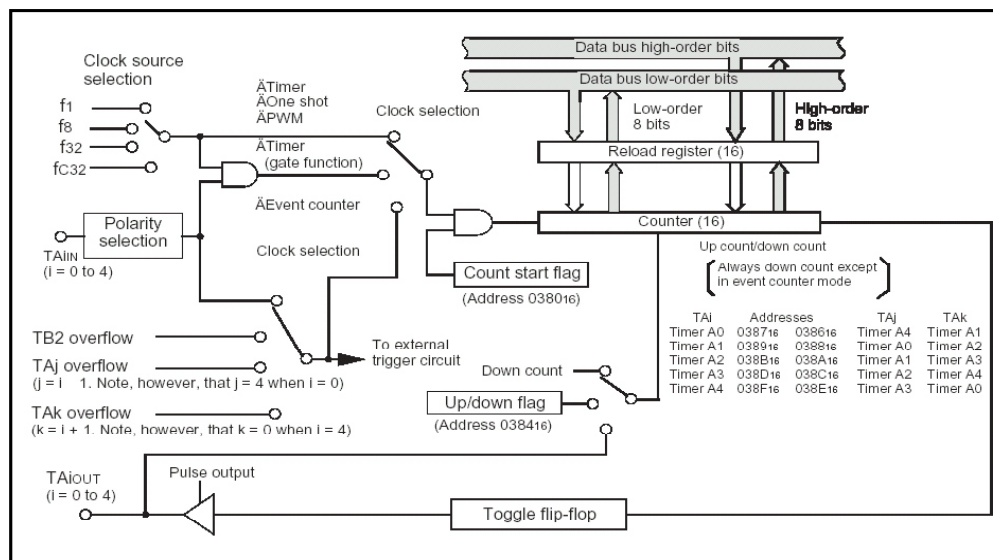 Data bus high-order bits
Data bus low-order bits
Clock source
selection
f1
f8
f32
fC32
ÄTimer
ÄOne shot
ÄPWM
ÄTimer
(gate function)
ÄEvent counter
Clock selection
Low-order
8 bits
High-order
8 bits
Reload register (16)
Counter (16)
Polarity
selection
TAiIN
(i = 0 to 4)
Clock selection
Count start flag
(Address 038016)
Up count/down count
Always down count except
in event counter mode
TB2 overflow
TAj overflow
(j = i 1. Note, however, that j = 4 when i = 0)
TAk overflow
(k = i + 1. Note, however, that k = 0 when i = 4)
To external
trigger circuit
Down count
Up/down flag
(Address 038416)
TAi Addresses TAj TAk
Timer A0 038716 038616 Timer A4 Timer A1
Timer A1 038916 038816 Timer A0 Timer A2
Timer A2 038B16 038A16 Timer A1 Timer A3
Timer A3 038D16 038C16 Timer A2 Timer A4
Timer A4 038F16 038E16 Timer A3 Timer A0
TAiOUT
(i = 0 to 4)
Pulse output
Toggle flip-flop